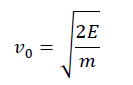 v₀ = √(2E/m)